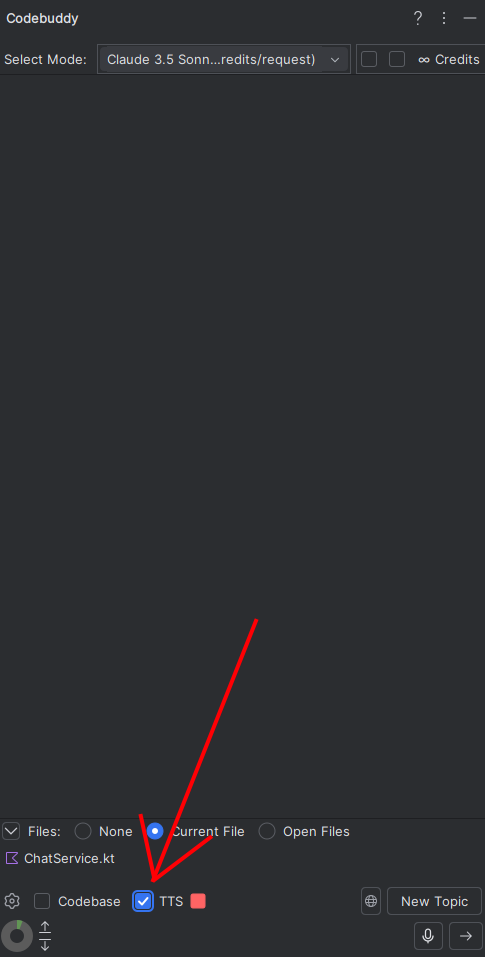 Codebuddy
Select Mode: Claude 3.5 Sonn...redits/request) ∞ Credits
Files: None Current File Open Files
ChatService.kt
Codebase TTS New Topic